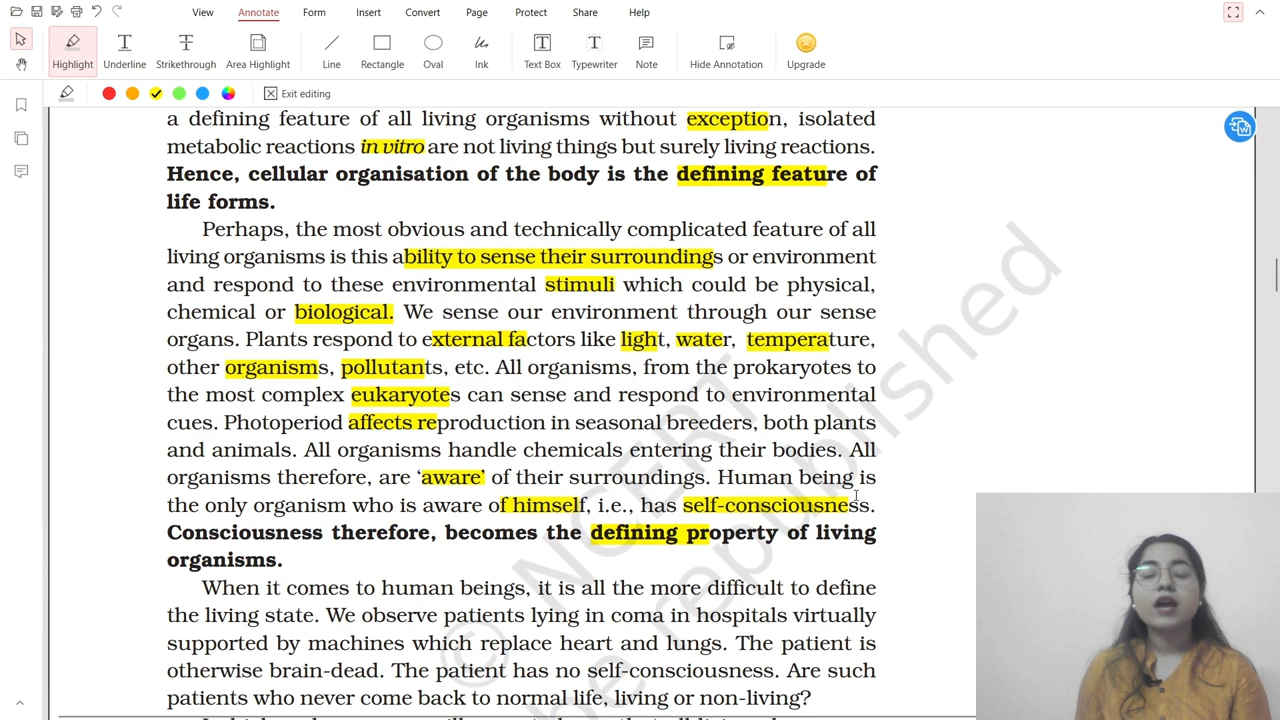 View Annotate Form Insert Convert Page Protect Share Help
Highlight Underline Strikethrough Area Highlight Line Rectangle Oval Ink Text Box Typewriter Note Hide Annotation Upgrade
Exit editing
a defining feature of all living organisms without exception, isolated
metabolic reactions in vitro are not living things but surely living reactions.
Hence, cellular organisation of the body is the defining feature of
life forms.
Perhaps, the most obvious and technically complicated feature of all
living organisms is this ability to sense their surroundings or environment
and respond to these environmental stimuli which could be physical,
chemical or biological. We sense our environment through our sense
organs. Plants respond to external factors like light, water, temperature,
other organisms, pollutants, etc. All organisms, from the prokaryotes to
the most complex eukaryotes can sense and respond to environmental
cues. Photoperiod affects reproduction in seasonal breeders, both plants
and animals. All organisms handle chemicals entering their bodies. All
organisms therefore, are ‘aware’ of their surroundings. Human being is
the only organism who is aware of himself, i.e., has self-consciousness.
Consciousness therefore, becomes the defining property of living
organisms.
When it comes to human beings, it is all the more difficult to define
the living state. We observe patients lying in coma in hospitals virtually
supported by machines which replace heart and lungs. The patient is
otherwise brain-dead. The patient has no self-consciousness. Are such
patients who never come back to normal life, living or non-living?
© NCERT
be republished